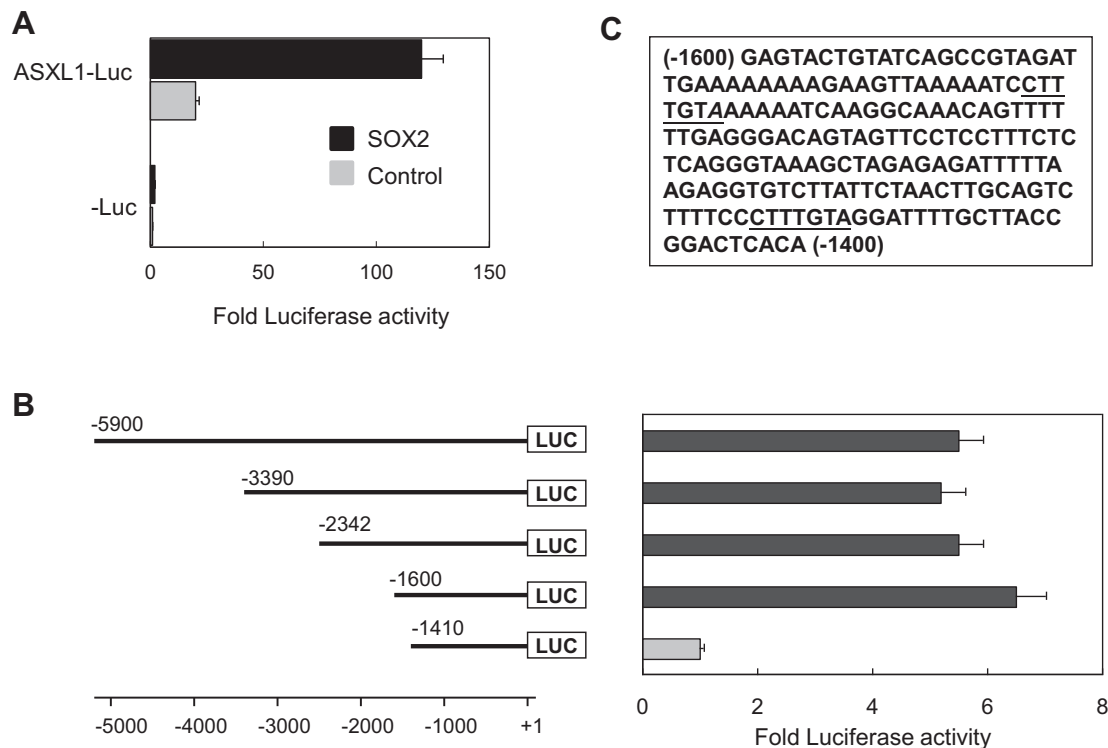 A
ASXL1-Luc
-Luc
SOX2
Control
0 50 100 150
Fold Luciferase activity
C
(-1600) GAGTACTGTATCAGCCGTAGAT
TGAAAAAAAAAGAAGTTAAAAATCCTT
TGTAAAAAATCAAGGCAAACAGTTTT
TTGAGGGACAGTAGTTCCTCCTTTCTC
TCAGGGTAAAGCTAGAGAGATTTTTA
AGAGGTGTCTTATTCTAACTTGCAGTC
TTTTCCCTTTGTAGGATTTTGCTTACC
GGACTCACA (-1400)
B
-5900
LUC
-3390
LUC
-2342
LUC
-1600
LUC
-1410
LUC
-5000 -4000 -3000 -2000 -1000 +1
0 2 4 6 8
Fold Luciferase activity